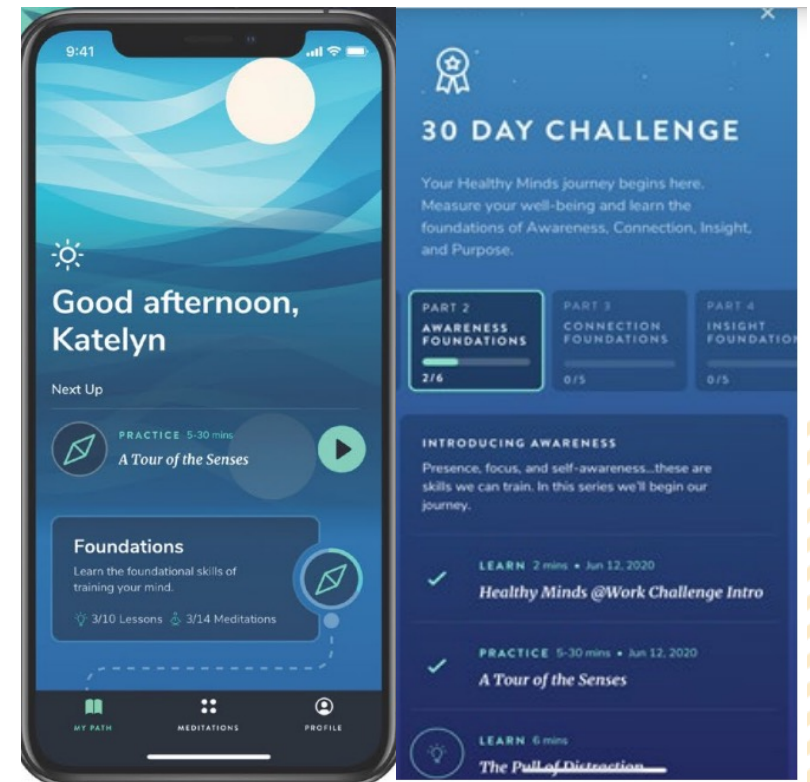 9:41
Good afternoon,
Katelyn
Next Up
PRACTICE 5-30 mins
A Tour of the Senses
Foundations
Learn the foundational skills of
training your mind.
3/10 Lessons 3/14 Meditations
MY PATH
MEDITATIONS
PROFILE
30 DAY CHALLENGE
Your Healthy Minds journey begins here.
Measure your well-being and learn the
foundations of Awareness, Connection, Insight,
and Purpose.
PART 2
AWARENESS
FOUNDATIONS
2/6
PART 3
CONNECTION
FOUNDATIONS
0/5
PART 4
INSIGHT
FOUNDATION
0/5
INTRODUCING AWARENESS
Presence, focus, and self-awareness...these are
skills we can train. In this series we'll begin our
journey.
LEARN 2 mins • Jun 12, 2020
Healthy Minds @Work Challenge Intro
PRACTICE 5-30 mins • Jun 12, 2020
A Tour of the Senses
LEARN 6 mins
The Pull of Distraction